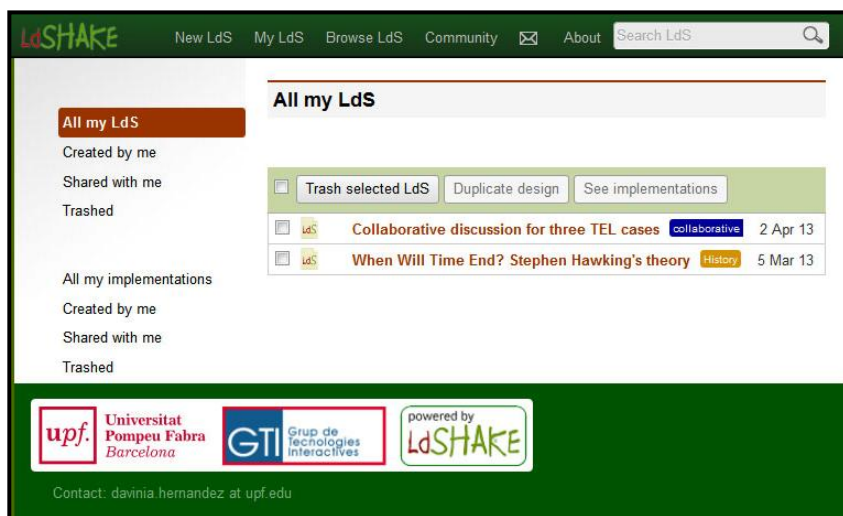 LdSHAKE New LdS My LdS Browse LdS Community About Search LdS
All my LdS
All my LdS
Created by me
Shared with me
Trashed
All my implementations
Created by me
Shared with me
Trashed
Trash selected LdS Duplicate design See implementations
LdS Collaborative discussion for three TEL cases collaborative 2 Apr 13
LdS When Will Time End? Stephen Hawking's theory History 5 Mar 13
upf.
Universitat
Pompeu Fabra
Barcelona
GTI
Grup de
Tecnologies
Interactives
powered by
LdSHAKE
Contact: davinia.hernandez at upf.edu